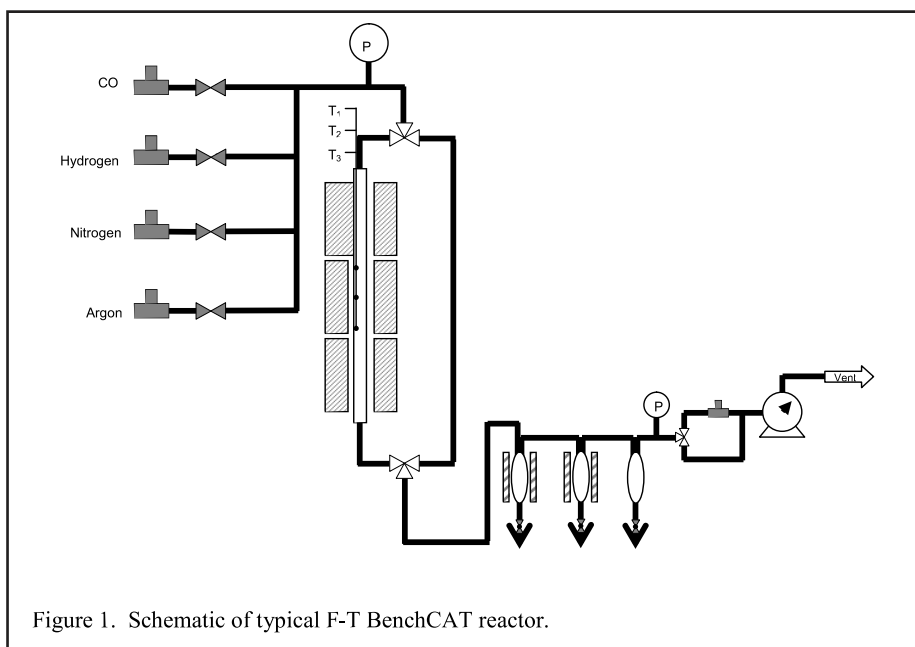 P
CO
T1
T2
T3
Hydrogen
Nitrogen
Argon
Vent
P
Figure 1. Schematic of typical F-T BenchCAT reactor.